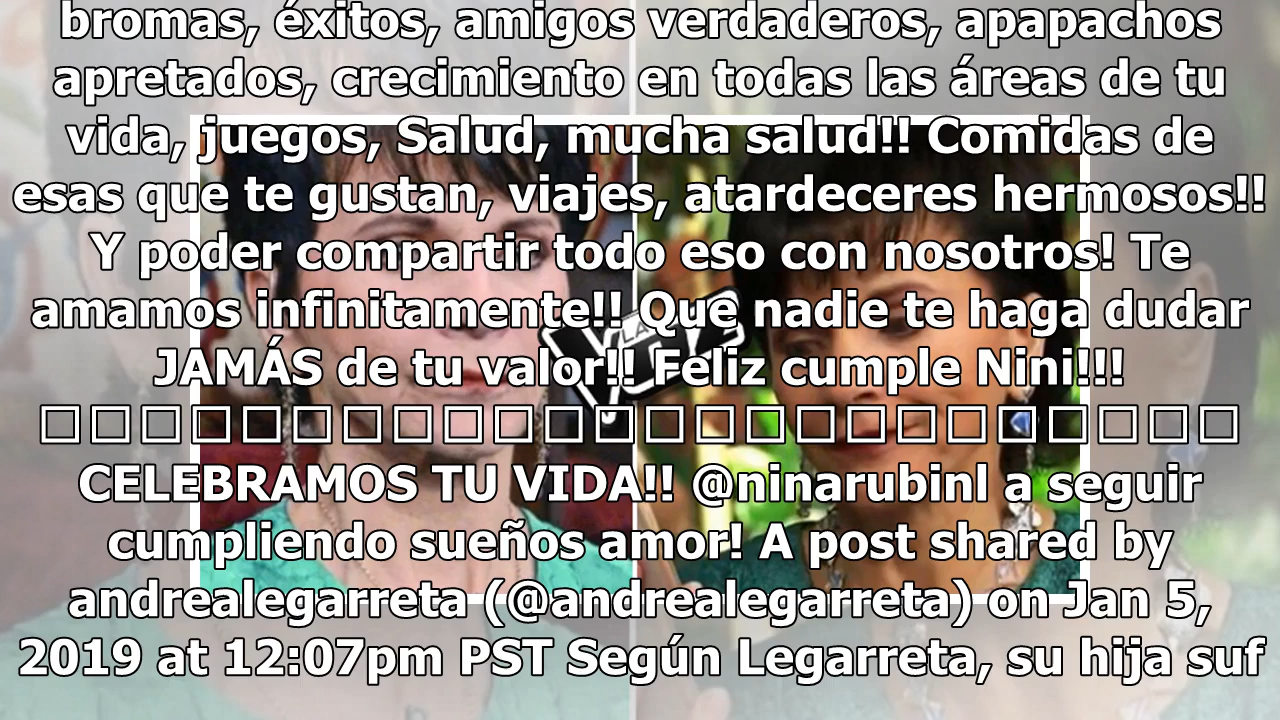 bromas, éxitos, amigos verdaderos, apapachos
apretados, crecimiento en todas las áreas de tu
vida, juegos, Salud, mucha salud!! Comidas de
esas que te gustan, viajes, atardeceres hermosos!!
Y poder compartir todo eso con nosotros! Te
amamos infinitamente!! Que nadie te haga dudar
JAMÁS de tu valor!! Feliz cumple Nini!!!
□□□□□□□□□□□□□□□□□□□□□□□□
CELEBRAMOS TU VIDA!! @ninarubinl a seguir
cumpliendo sueños amor! A post shared by
andrealegarreta (@andrealegarreta) on Jan 5,
2019 at 12:07pm PST Según Legarreta, su hija suf